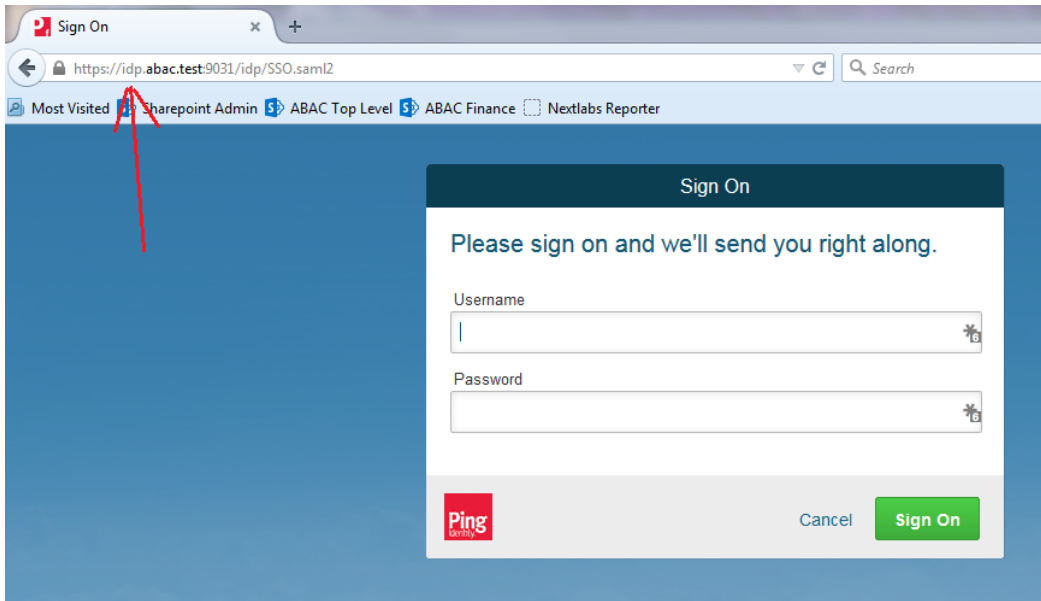 Sign On
https://idp.abac.test:9031/idp/SSO.saml2
Search
Most Visited Sharepoint Admin ABAC Top Level ABAC Finance Nextlabs Reporter
Sign On
Please sign on and we'll send you right along.
Username
Password
Ping
Identity
Cancel
Sign On